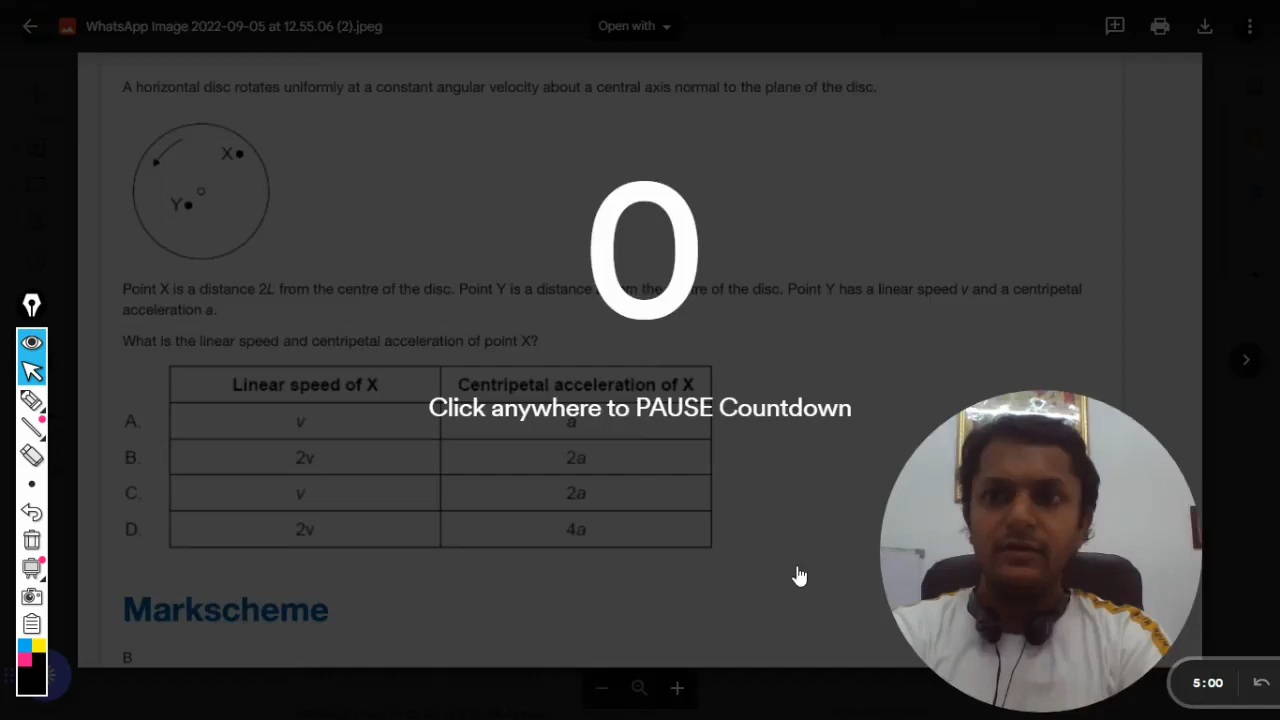 WhatsApp Image 2022-09-05 at 12.55.06 (2).jpeg
Open with
A horizontal disc rotates uniformly at a constant angular velocity about a central axis normal to the plane of the disc.
X
Y
0
Point X is a distance 2L from the centre of the disc. Point Y is a distance the centre of the disc. Point Y has a linear speed v and a centripetal
acceleration a.
What is the linear speed and centripetal acceleration of point X?
Linear speed of X Centripetal acceleration of X
Click anywhere to PAUSE Countdown
A. v a
B. 2v 2a
C. v 2a
D. 2v 4a
Markscheme
B
5:00